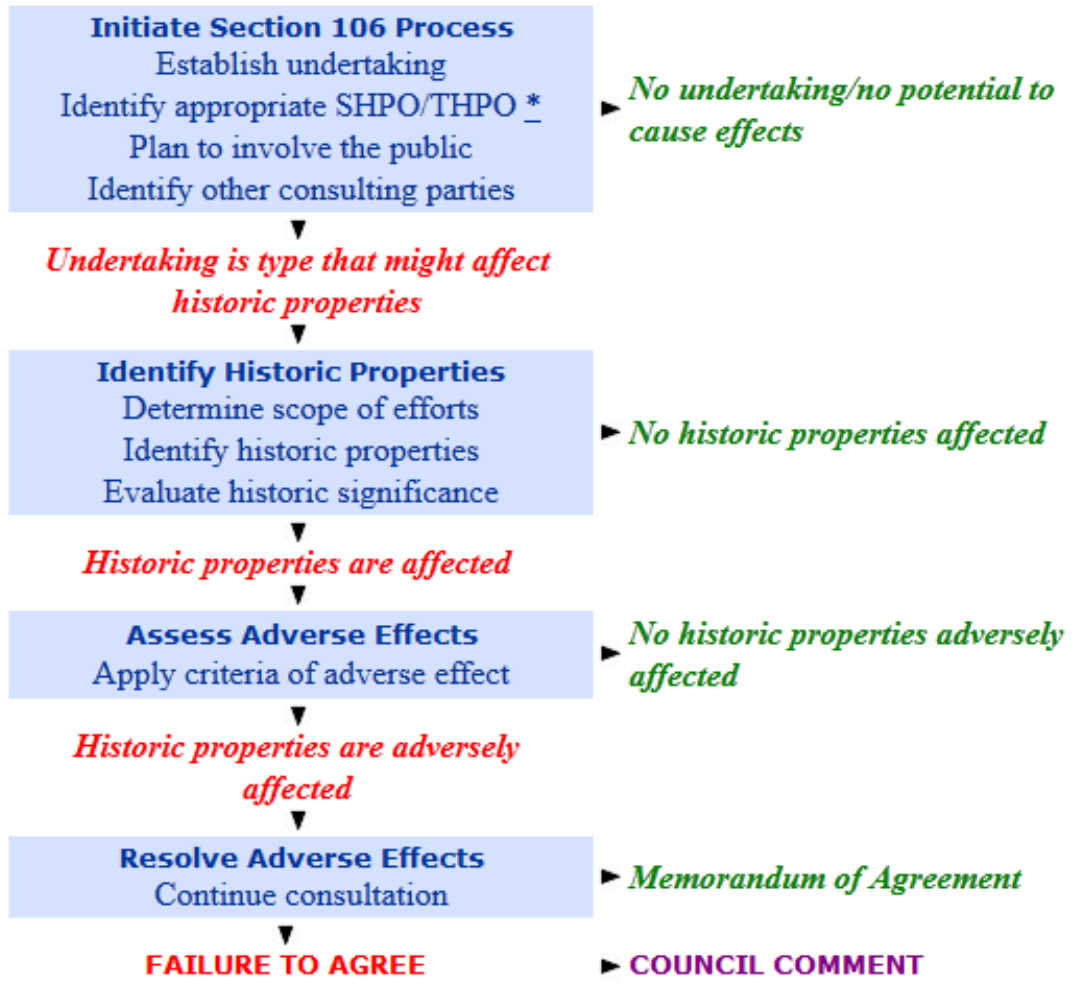 Initiate Section 106 Process
Establish undertaking
Identify appropriate SHPO/THPO *
Plan to involve the public
Identify other consulting parties
No undertaking/no potential to
cause effects
Undertaking is type that might affect
historic properties
Identify Historic Properties
Determine scope of efforts
Identify historic properties
Evaluate historic significance
No historic properties affected
Historic properties are affected
Assess Adverse Effects
Apply criteria of adverse effect
No historic properties adversely
affected
Historic properties are adversely
affected
Resolve Adverse Effects
Continue consultation
Memorandum of Agreement
FAILURE TO AGREE
COUNCIL COMMENT